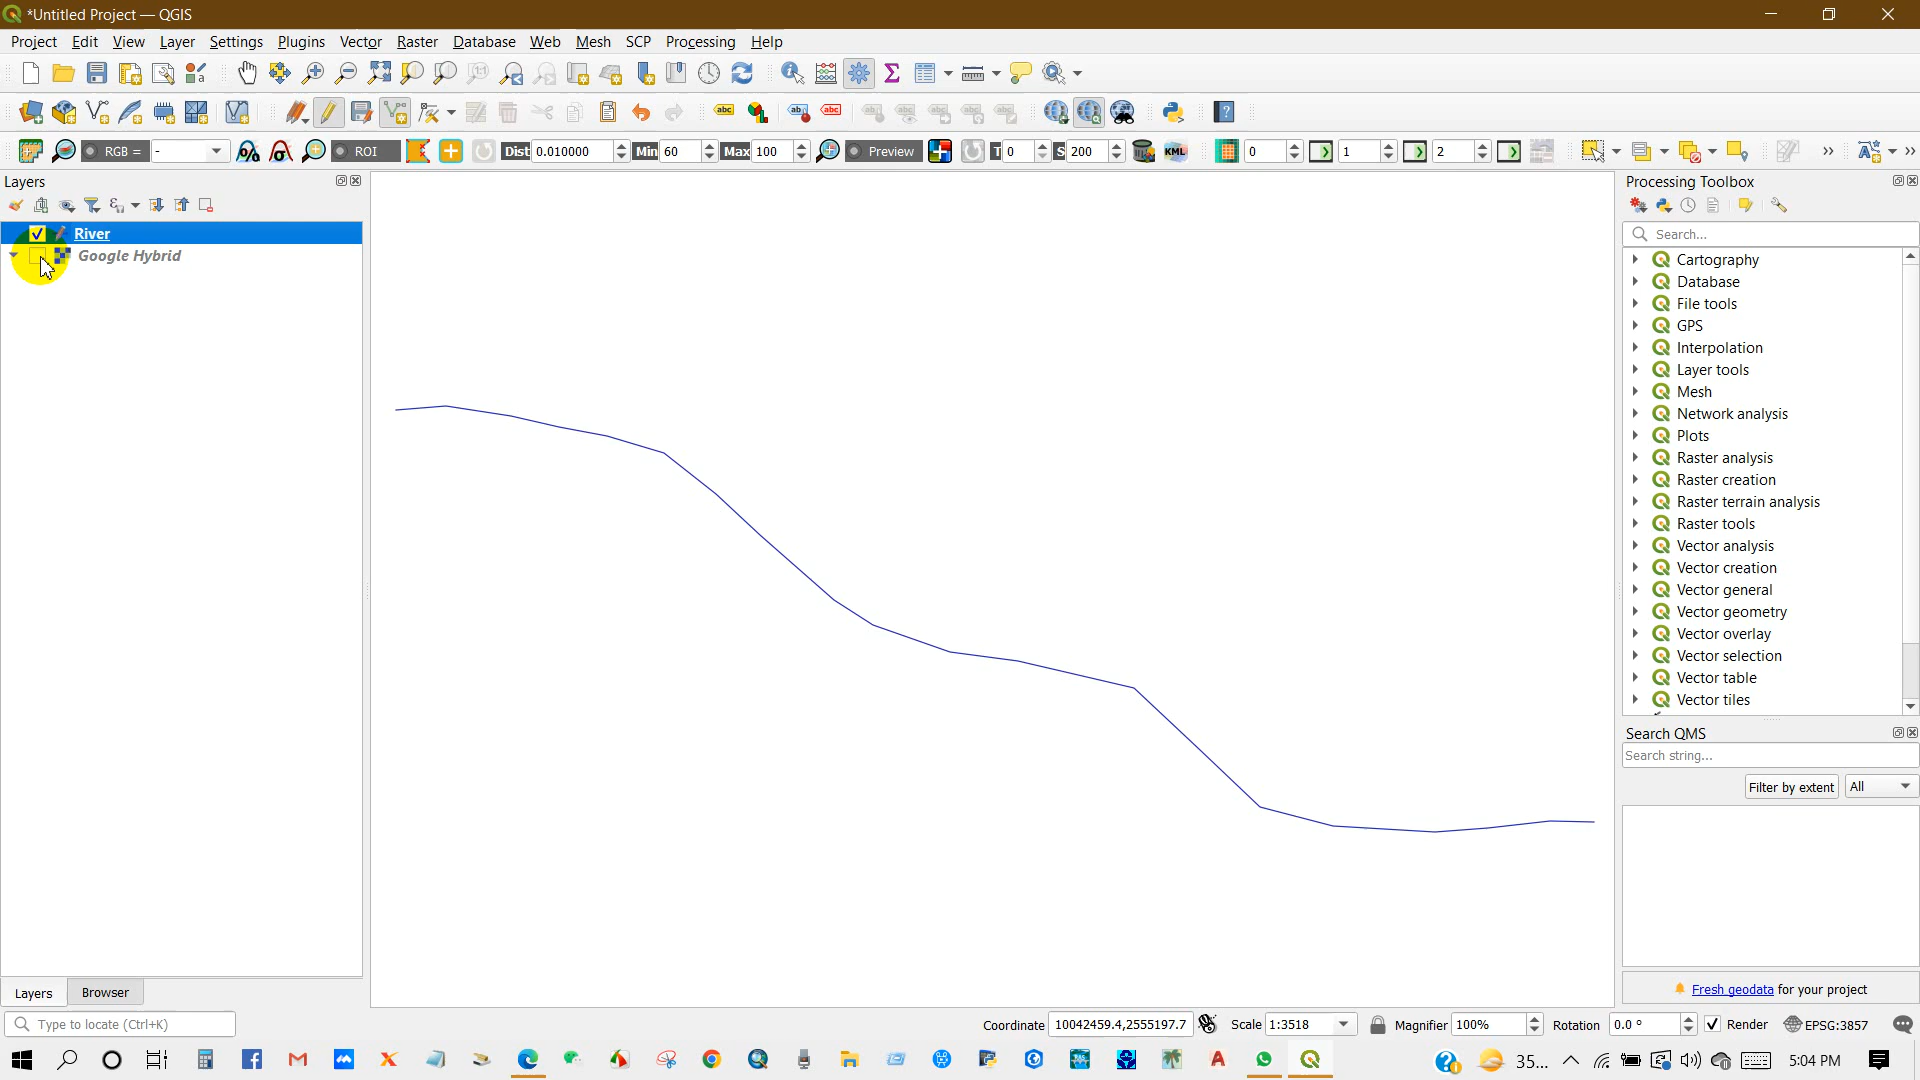 *Untitled Project — QGIS
Project Edit View Layer Settings Plugins Vector Raster Database Web Mesh SCP Processing Help
RGB = - ROI Dist 0.010000 Min 60 Max 100 Preview T 0 S 200 KML 0 1 2
Layers
River
Google Hybrid
Processing Toolbox
Search...
Cartography
Database
File tools
GPS
Interpolation
Layer tools
Mesh
Network analysis
Plots
Raster analysis
Raster creation
Raster terrain analysis
Raster tools
Vector analysis
Vector creation
Vector general
Vector geometry
Vector overlay
Vector selection
Vector table
Vector tiles
Search QMS
Search string...
Filter by extent All
Fresh geodata for your project
Layers Browser
Type to locate (Ctrl+K)
Coordinate 10042459.4,2555197.7 Scale 1:3518 Magnifier 100% Rotation 0.0 ° Render EPSG:3857
35... 5:04 PM